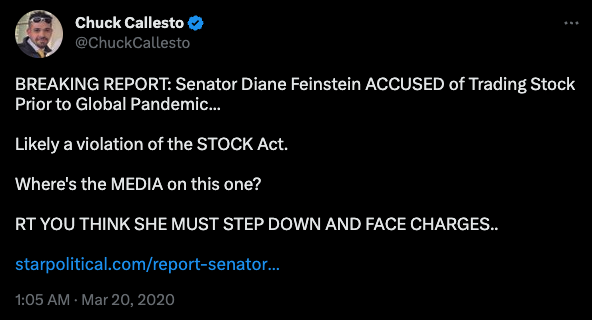 Chuck Callesto
@ChuckCallesto
BREAKING REPORT: Senator Diane Feinstein ACCUSED of Trading Stock
Prior to Global Pandemic...
Likely a violation of the STOCK Act.
Where's the MEDIA on this one?
RT YOU THINK SHE MUST STEP DOWN AND FACE CHARGES..
starpolitical.com/report-senator...
1:05 AM · Mar 20, 2020